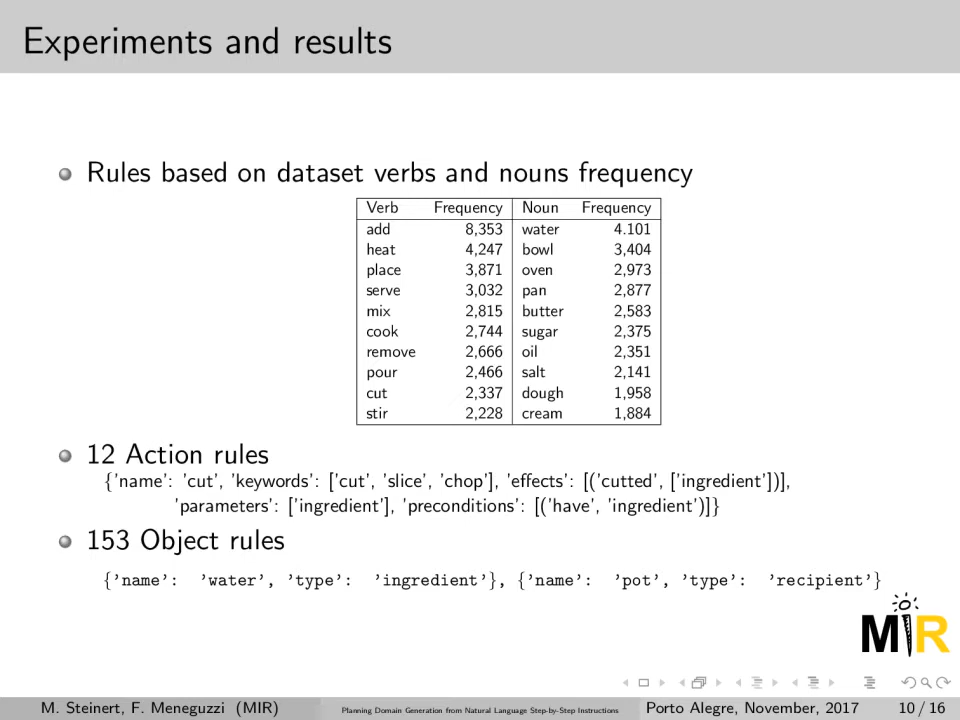 Experiments and results
Rules based on dataset verbs and nouns frequency
Verb Frequency Noun Frequency
add 8,353 water 4.101
heat 4,247 bowl 3,404
place 3,871 oven 2,973
serve 3,032 pan 2,877
mix 2,815 butter 2,583
cook 2,744 sugar 2,375
remove 2,666 oil 2,351
pour 2,466 salt 2,141
cut 2,337 dough 1,958
stir 2,228 cream 1,884
12 Action rules
{'name': 'cut', 'keywords': ['cut', 'slice', 'chop'], 'effects': [('cutted', ['ingredient'])],
'parameters': ['ingredient'], 'preconditions': [('have', 'ingredient')]}
153 Object rules
{’name’: ’water’, ’type’: ’ingredient’}, {’name’: ’pot’, ’type’: ’recipient’}
MIR
M. Steinert, F. Meneguzzi (MIR) Planning Domain Generation from Natural Language Step-by-Step Instructions Porto Alegre, November, 2017 10 / 16